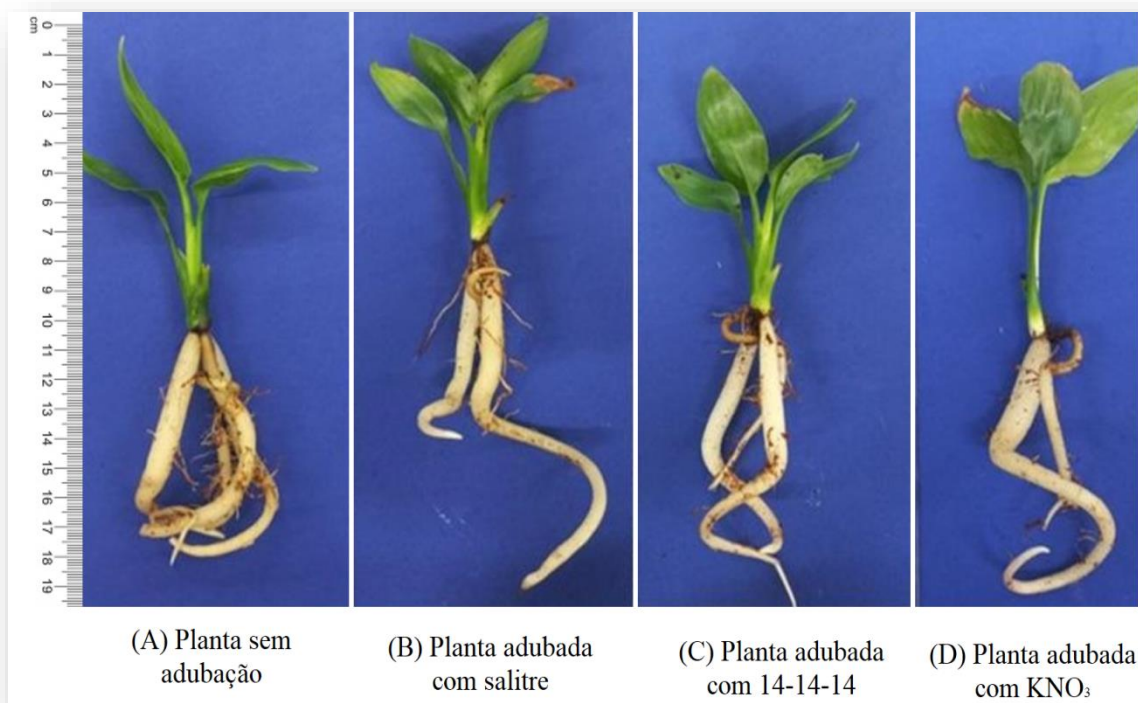 cm
0
1
2
3
4
5
6
7
8
9
10
11
12
13
14
15
16
17
18
19
(A) Planta sem
adubação
(B) Planta adubada
com salitre
(C) Planta adubada
com 14-14-14
(D) Planta adubada
com KNO₃